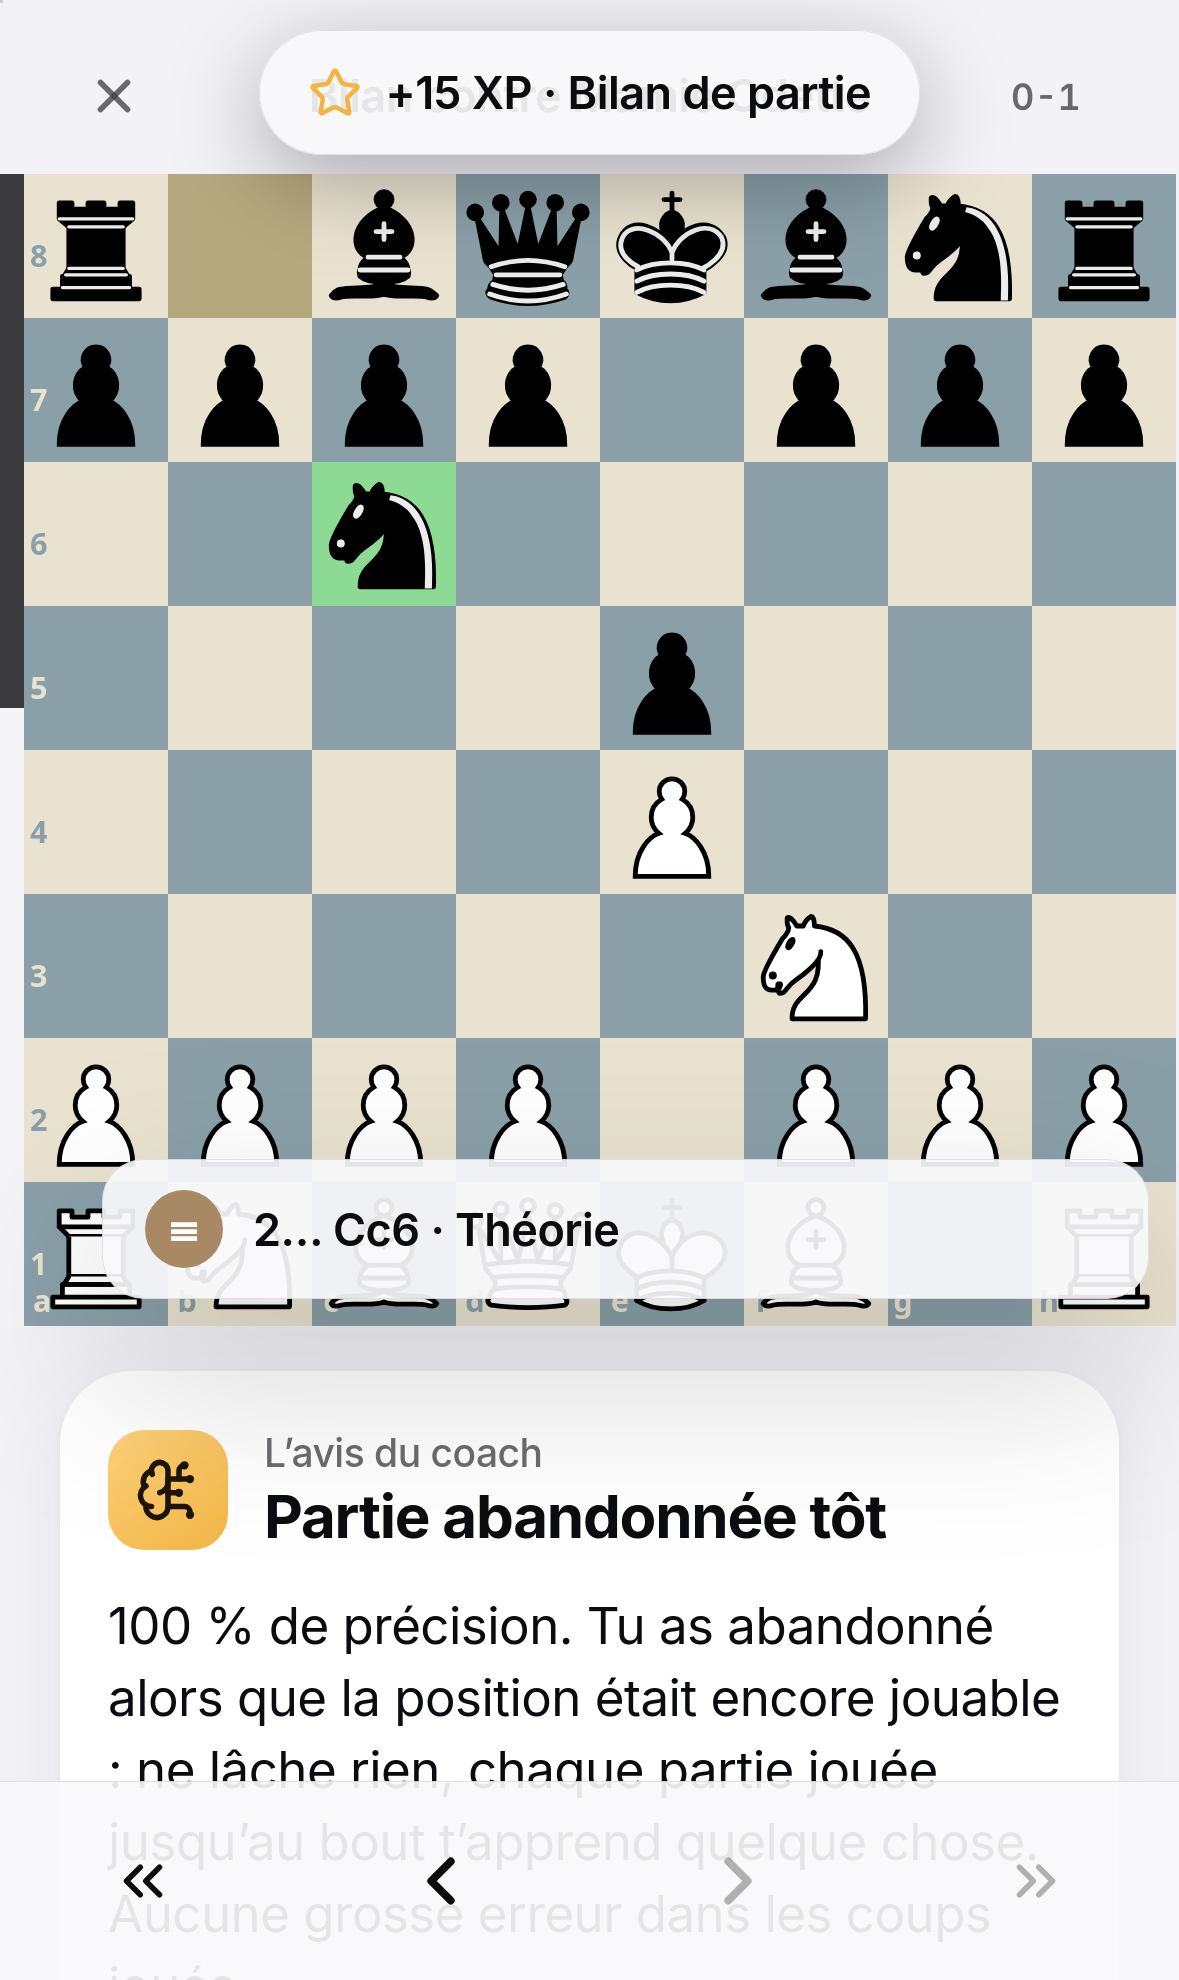 +15 XP · Bilan de partie
0-1
8
7
6
5
4
3
2
1
a b c d e f g h
2... Cc6 · Théorie
L’avis du coach
Partie abandonnée tôt
100 % de précision. Tu as abandonné
alors que la position était encore jouable
: ne lâche rien, chaque partie jouée
jusqu’au bout t’apprend quelque chose.
Aucune grosse erreur dans les coups